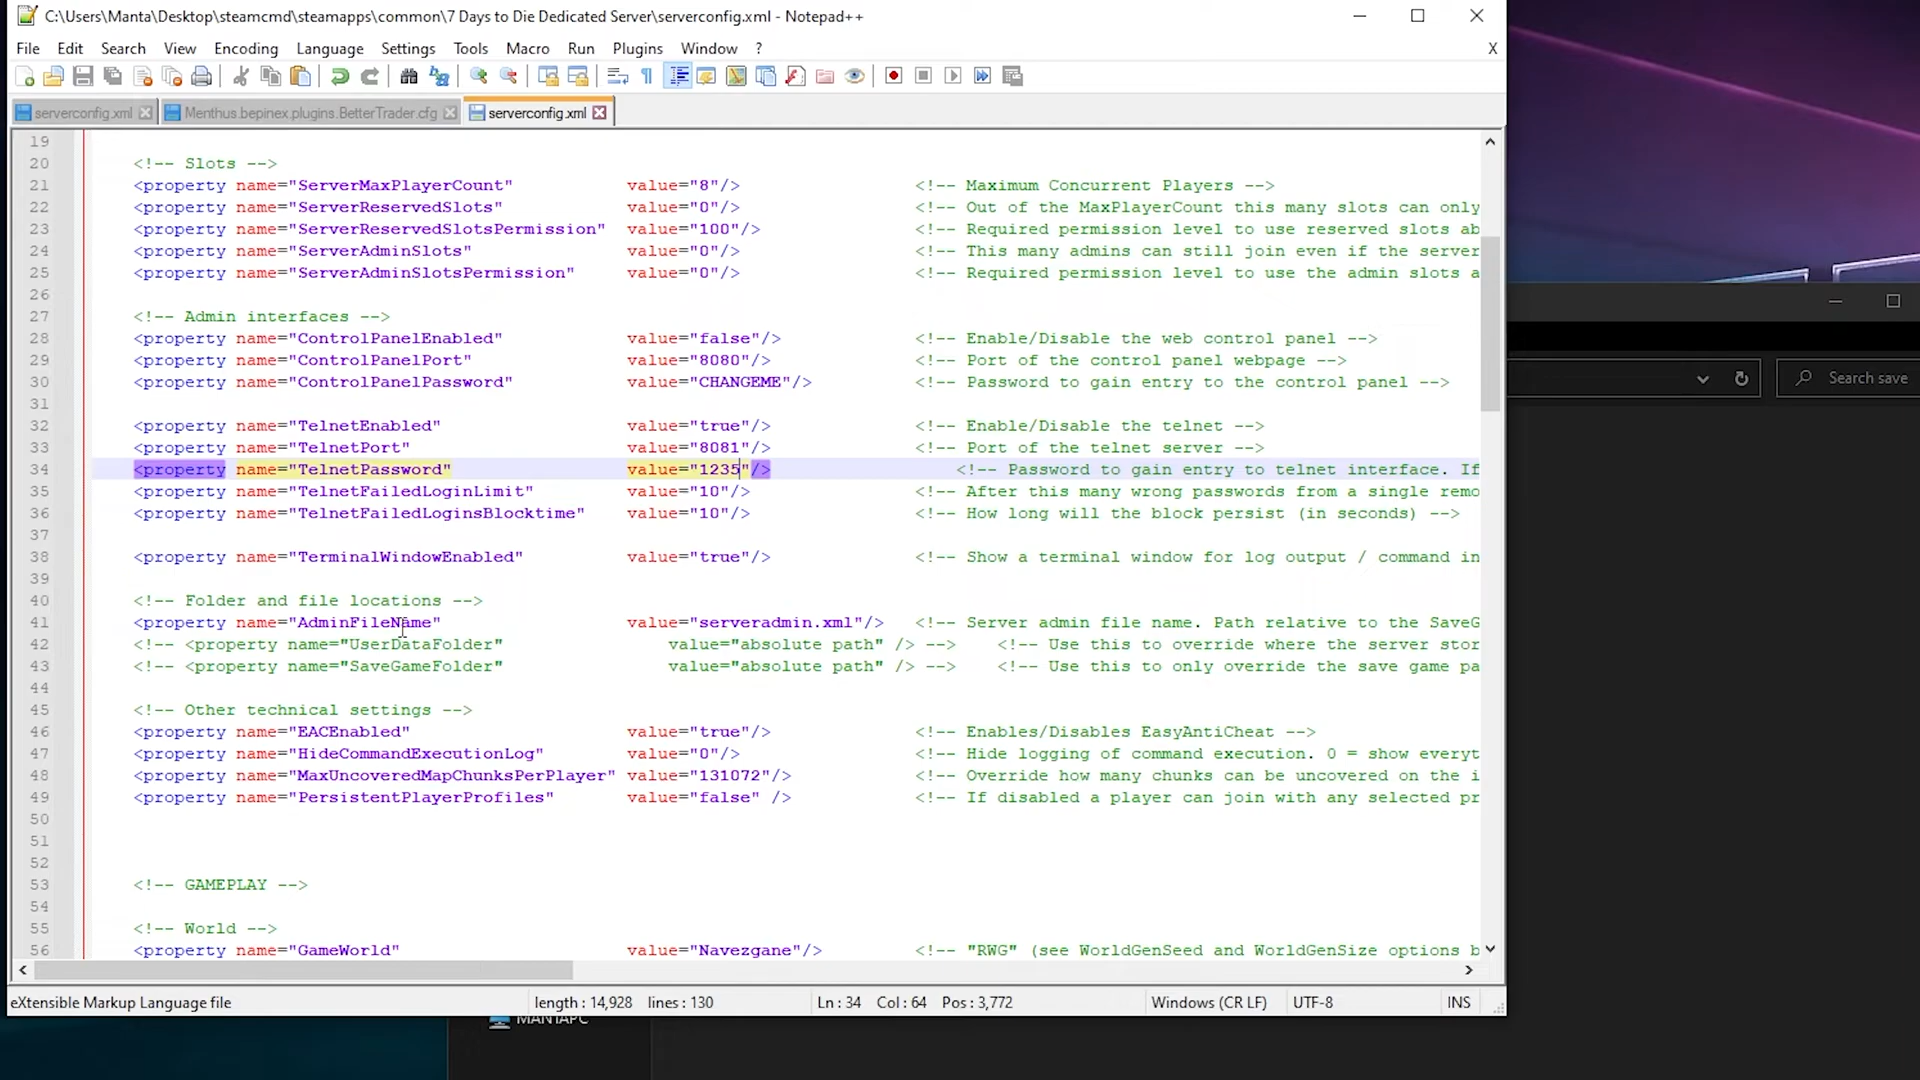 C:\Users\Manta\Desktop\steamcmd\steamapps\common\7 Days to Die Dedicated Server\serverconfig.xml - Notepad++
File Edit Search View Encoding Language Settings Tools Macro Run Plugins Window ? X
serverconfig.xml Menthus.bepinex.plugins.BetterTrader.cfg serverconfig.xml
19
20 <!-- Slots -->
21 <property name="ServerMaxPlayerCount" value="8"/> <!-- Maximum Concurrent Players -->
22 <property name="ServerReservedSlots" value="0"/> <!-- Out of the MaxPlayerCount this many slots can only
23 <property name="ServerReservedSlotsPermission" value="100"/> <!-- Required permission level to use reserved slots ab
24 <property name="ServerAdminSlots" value="0"/> <!-- This many admins can still join even if the server
25 <property name="ServerAdminSlotsPermission" value="0"/> <!-- Required permission level to use the admin slots a
26
27 <!-- Admin interfaces -->
28 <property name="ControlPanelEnabled" value="false"/> <!-- Enable/Disable the web control panel -->
29 <property name="ControlPanelPort" value="8080"/> <!-- Port of the control panel webpage -->
30 <property name="ControlPanelPassword" value="CHANGEME"/> <!-- Password to gain entry to the control panel -->
31
32 <property name="TelnetEnabled" value="true"/> <!-- Enable/Disable the telnet -->
33 <property name="TelnetPort" value="8081"/> <!-- Port of the telnet server -->
34 <property name="TelnetPassword" value="1235"/> <!-- Password to gain entry to telnet interface. If
35 <property name="TelnetFailedLoginLimit" value="10"/> <!-- After this many wrong passwords from a single remo
36 <property name="TelnetFailedLoginsBlocktime" value="10"/> <!-- How long will the block persist (in seconds) -->
37
38 <property name="TerminalWindowEnabled" value="true"/> <!-- Show a terminal window for log output / command in
39
40 <!-- Folder and file locations -->
41 <property name="AdminFileName" value="serveradmin.xml"/> <!-- Server admin file name. Path relative to the SaveG
42 <!-- <property name="UserDataFolder" value="absolute path" /> --> <!-- Use this to override where the server stor
43 <!-- <property name="SaveGameFolder" value="absolute path" /> --> <!-- Use this to only override the save game pa
44
45 <!-- Other technical settings -->
46 <property name="EACEnabled" value="true"/> <!-- Enables/Disables EasyAntiCheat -->
47 <property name="HideCommandExecutionLog" value="0"/> <!-- Hide logging of command execution. 0 = show everyt
48 <property name="MaxUncoveredMapChunksPerPlayer" value="131072"/> <!-- Override how many chunks can be uncovered on the i
49 <property name="PersistentPlayerProfiles" value="false" /> <!-- If disabled a player can join with any selected pr
50
51
52
53 <!-- GAMEPLAY -->
54
55 <!-- World -->
56 <property name="GameWorld" value="Navezgane"/> <!-- "RWG" (see WorldGenSeed and WorldGenSize options b
eXtensible Markup Language file length : 14,928 lines : 130 Ln : 34 Col : 64 Pos : 3,772 Windows (CR LF) UTF-8 INS
Search save
MANTAPC